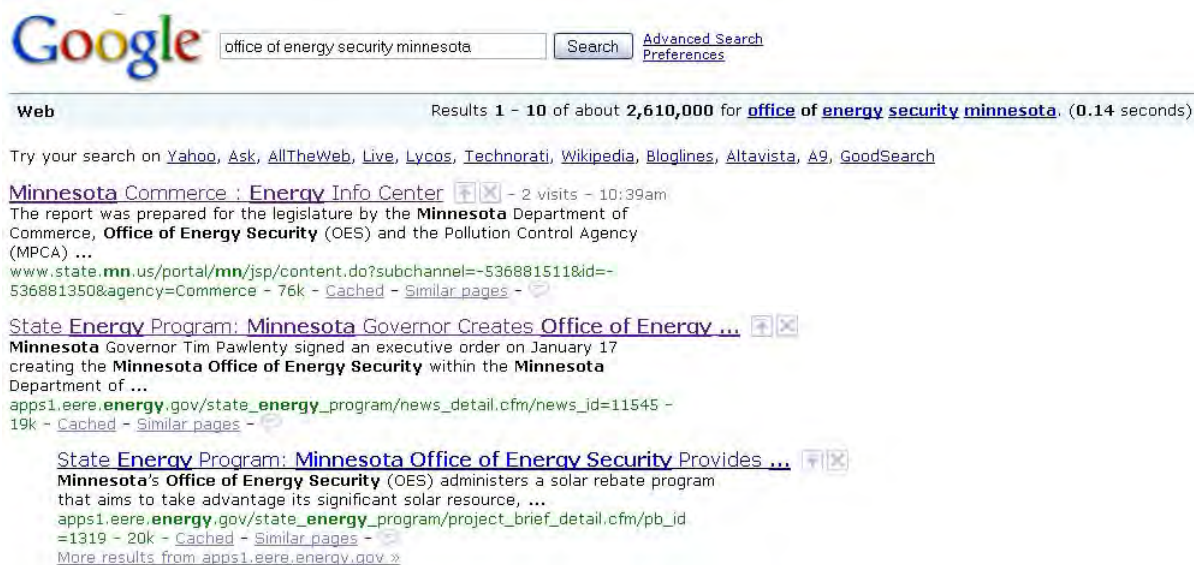 Google office of energy security minnesota Search Advanced Search
Preferences
Web Results 1 - 10 of about 2,610,000 for office of energy security minnesota. (0.14 seconds)
Try your search on Yahoo, Ask, AllTheWeb, Live, Lycos, Technorati, Wikipedia, Bloglines, Altavista, A9, GoodSearch
Minnesota Commerce : Energy Info Center - 2 visits - 10:39am
The report was prepared for the legislature by the Minnesota Department of
Commerce, Office of Energy Security (OES) and the Pollution Control Agency
(MPCA) ...
www.state.mn.us/portal/mn/jsp/content.do?subchannel=-536881511&id=-
536881350&agency=Commerce - 76k - Cached - Similar pages -
State Energy Program: Minnesota Governor Creates Office of Energy ...
Minnesota Governor Tim Pawlenty signed an executive order on January 17
creating the Minnesota Office of Energy Security within the Minnesota
Department of ...
apps1.eere.energy.gov/state_energy_program/news_detail.cfm/news_id=11545 -
19k - Cached - Similar pages -
State Energy Program: Minnesota Office of Energy Security Provides ...
Minnesota's Office of Energy Security (OES) administers a solar rebate program
that aims to take advantage its significant solar resource, ...
apps1.eere.energy.gov/state_energy_program/project_brief_detail.cfm/pb_id
=1319 - 20k - Cached - Similar pages -
More results from apps1.eere.energy.gov »